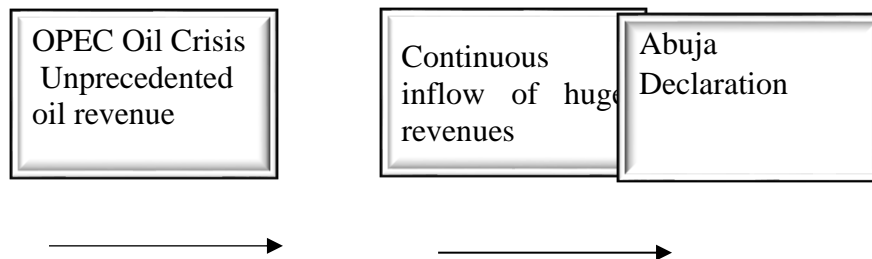 OPEC Oil Crisis
Unprecedented
oil revenue
Continuous
inflow of huge
revenues
Abuja
Declaration